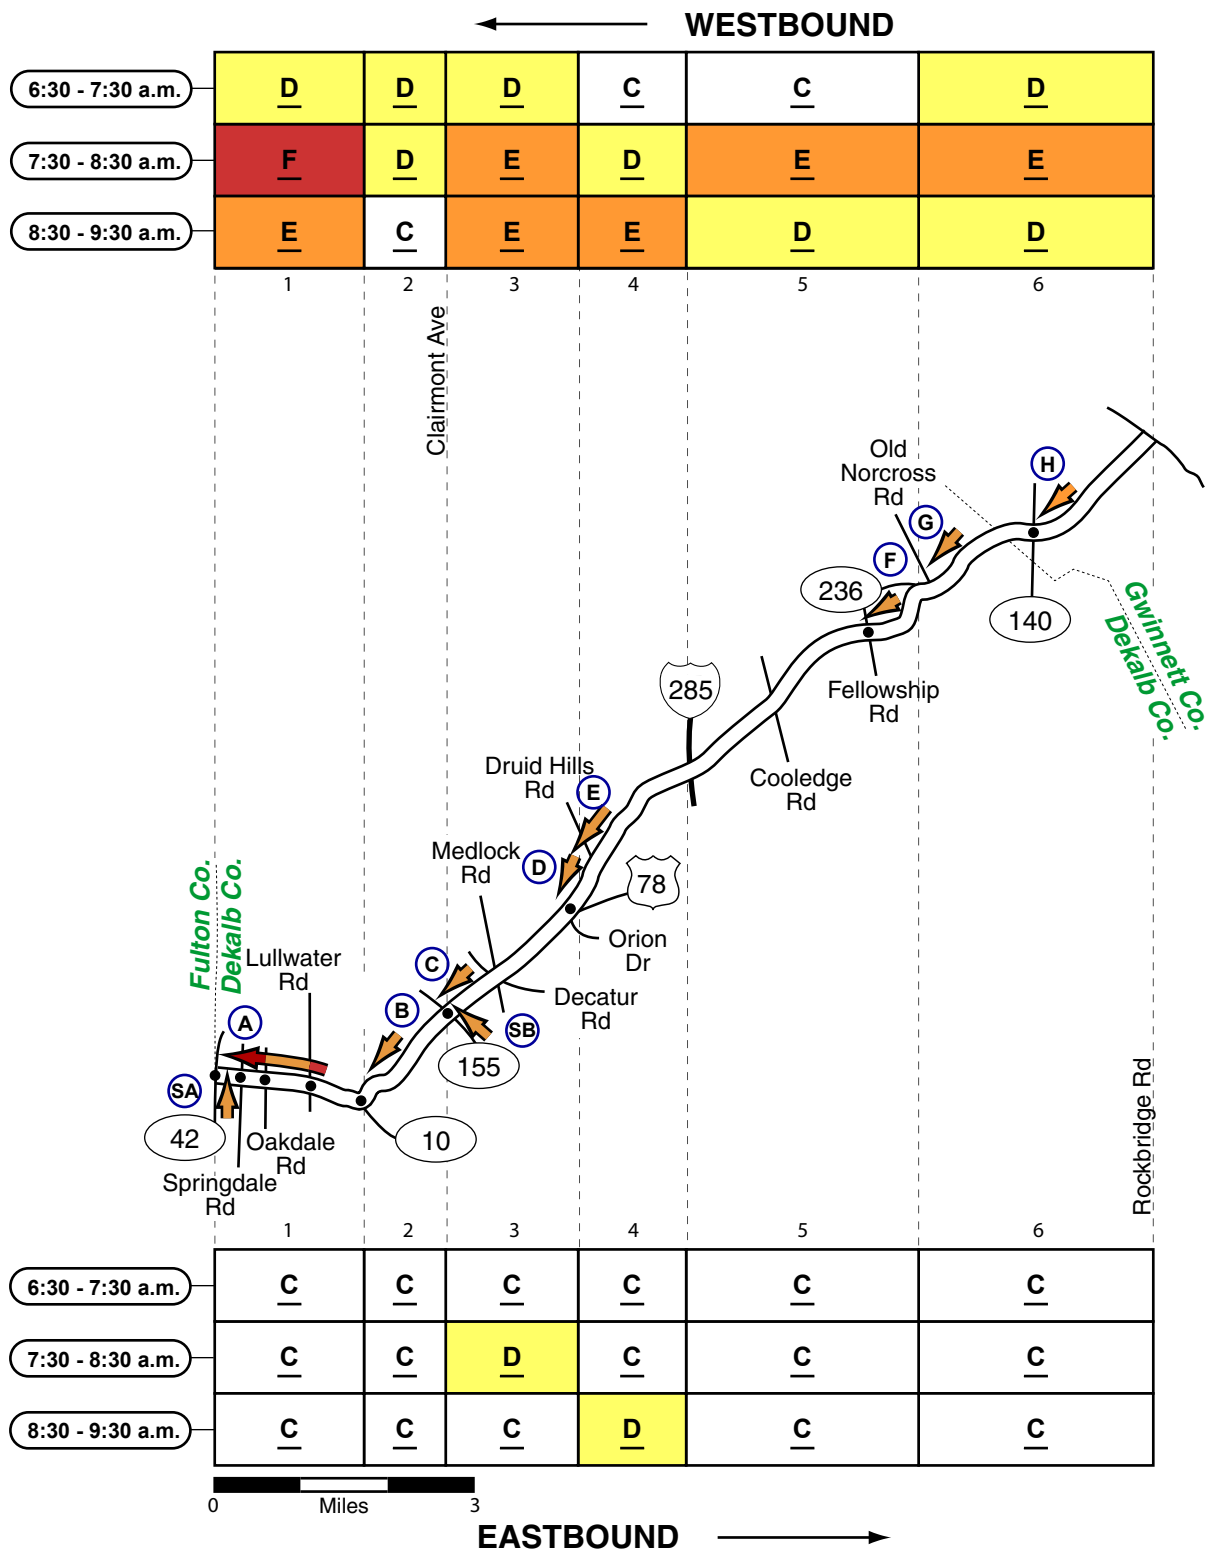 WESTBOUND
6:30 - 7:30 a.m. D D D C C D
7:30 - 8:30 a.m. F D E D E E
8:30 - 9:30 a.m. E C E E D D
1 2 3 4 5 6
Clairmont Ave
Old
Norcross
Rd
H
G
F
236
140
Gwinnett Co.
Dekalb Co.
285
Fellowship
Rd
Druid Hills
Rd
E
Cooledge
Rd
Medlock
Rd
D
78
Fulton Co.
Dekalb Co.
Orion
Dr
Lullwater
Rd
C
Decatur
Rd
B
A
SB
155
SA
42
10
Oakdale
Rd
Springdale
Rd
Rockbridge Rd
1 2 3 4 5 6
6:30 - 7:30 a.m. C C C C C C
7:30 - 8:30 a.m. C C D C C C
8:30 - 9:30 a.m. C C C D C C
0 Miles 3
EASTBOUND